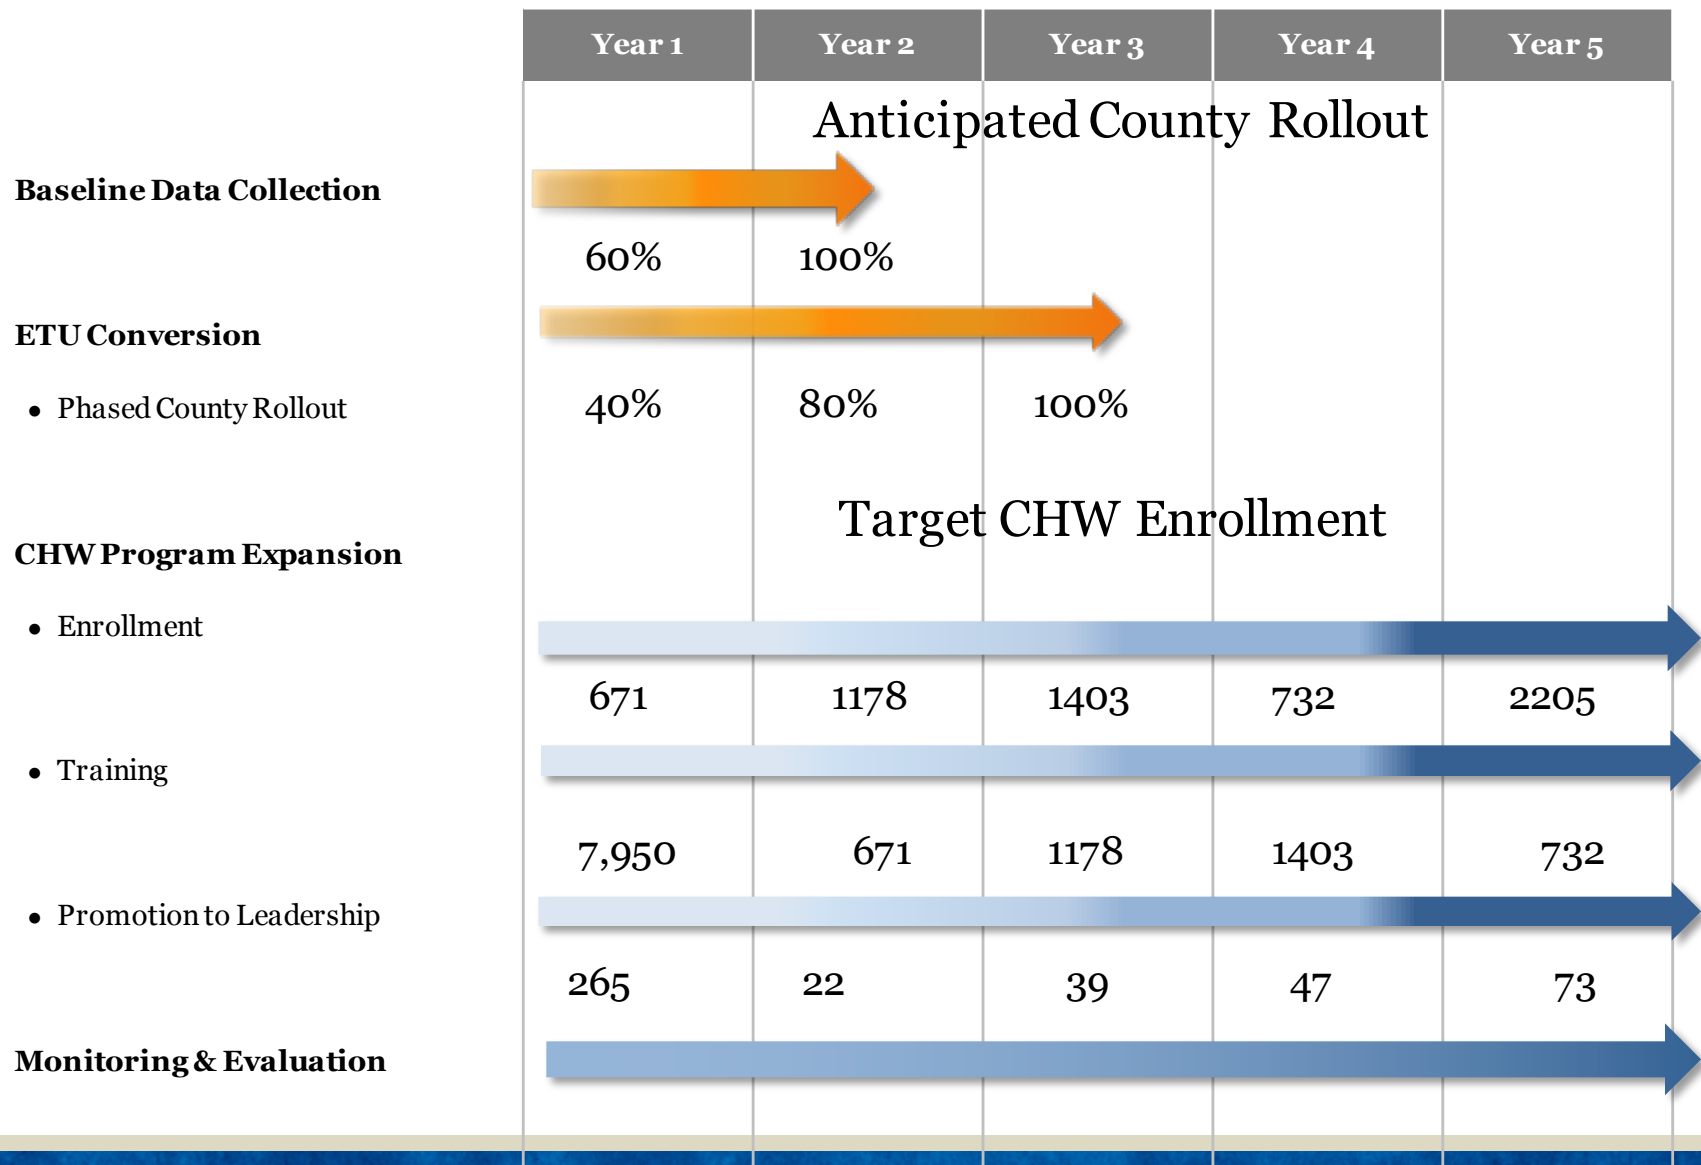 Year 1 Year 2 Year 3 Year 4 Year 5
Anticipated County Rollout
Baseline Data Collection
60% 100%
ETU Conversion
• Phased County Rollout 40% 80% 100%
Target CHW Enrollment
CHW Program Expansion
• Enrollment
671 1178 1403 732 2205
• Training
7,950 671 1178 1403 732
• Promotion to Leadership
265 22 39 47 73
Monitoring & Evaluation